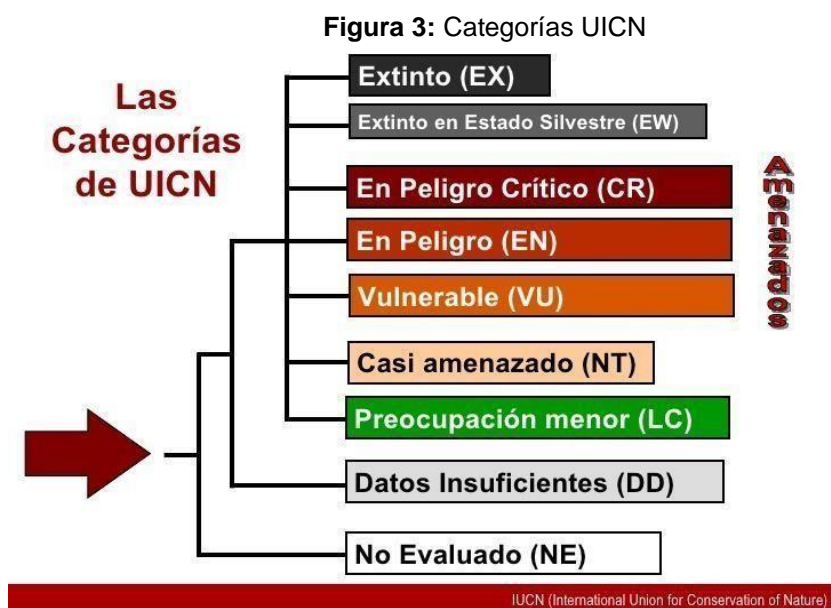 Figura 3: Categorías UICN
Las
Categorías
de UICN
Extinto (EX)
Extinto en Estado Silvestre (EW)
En Peligro Crítico (CR)
En Peligro (EN)
Vulnerable (VU)
Amenazados
Casi amenazado (NT)
Preocupación menor (LC)
Datos Insuficientes (DD)
No Evaluado (NE)
IUCN (International Union for Conservation of Nature)